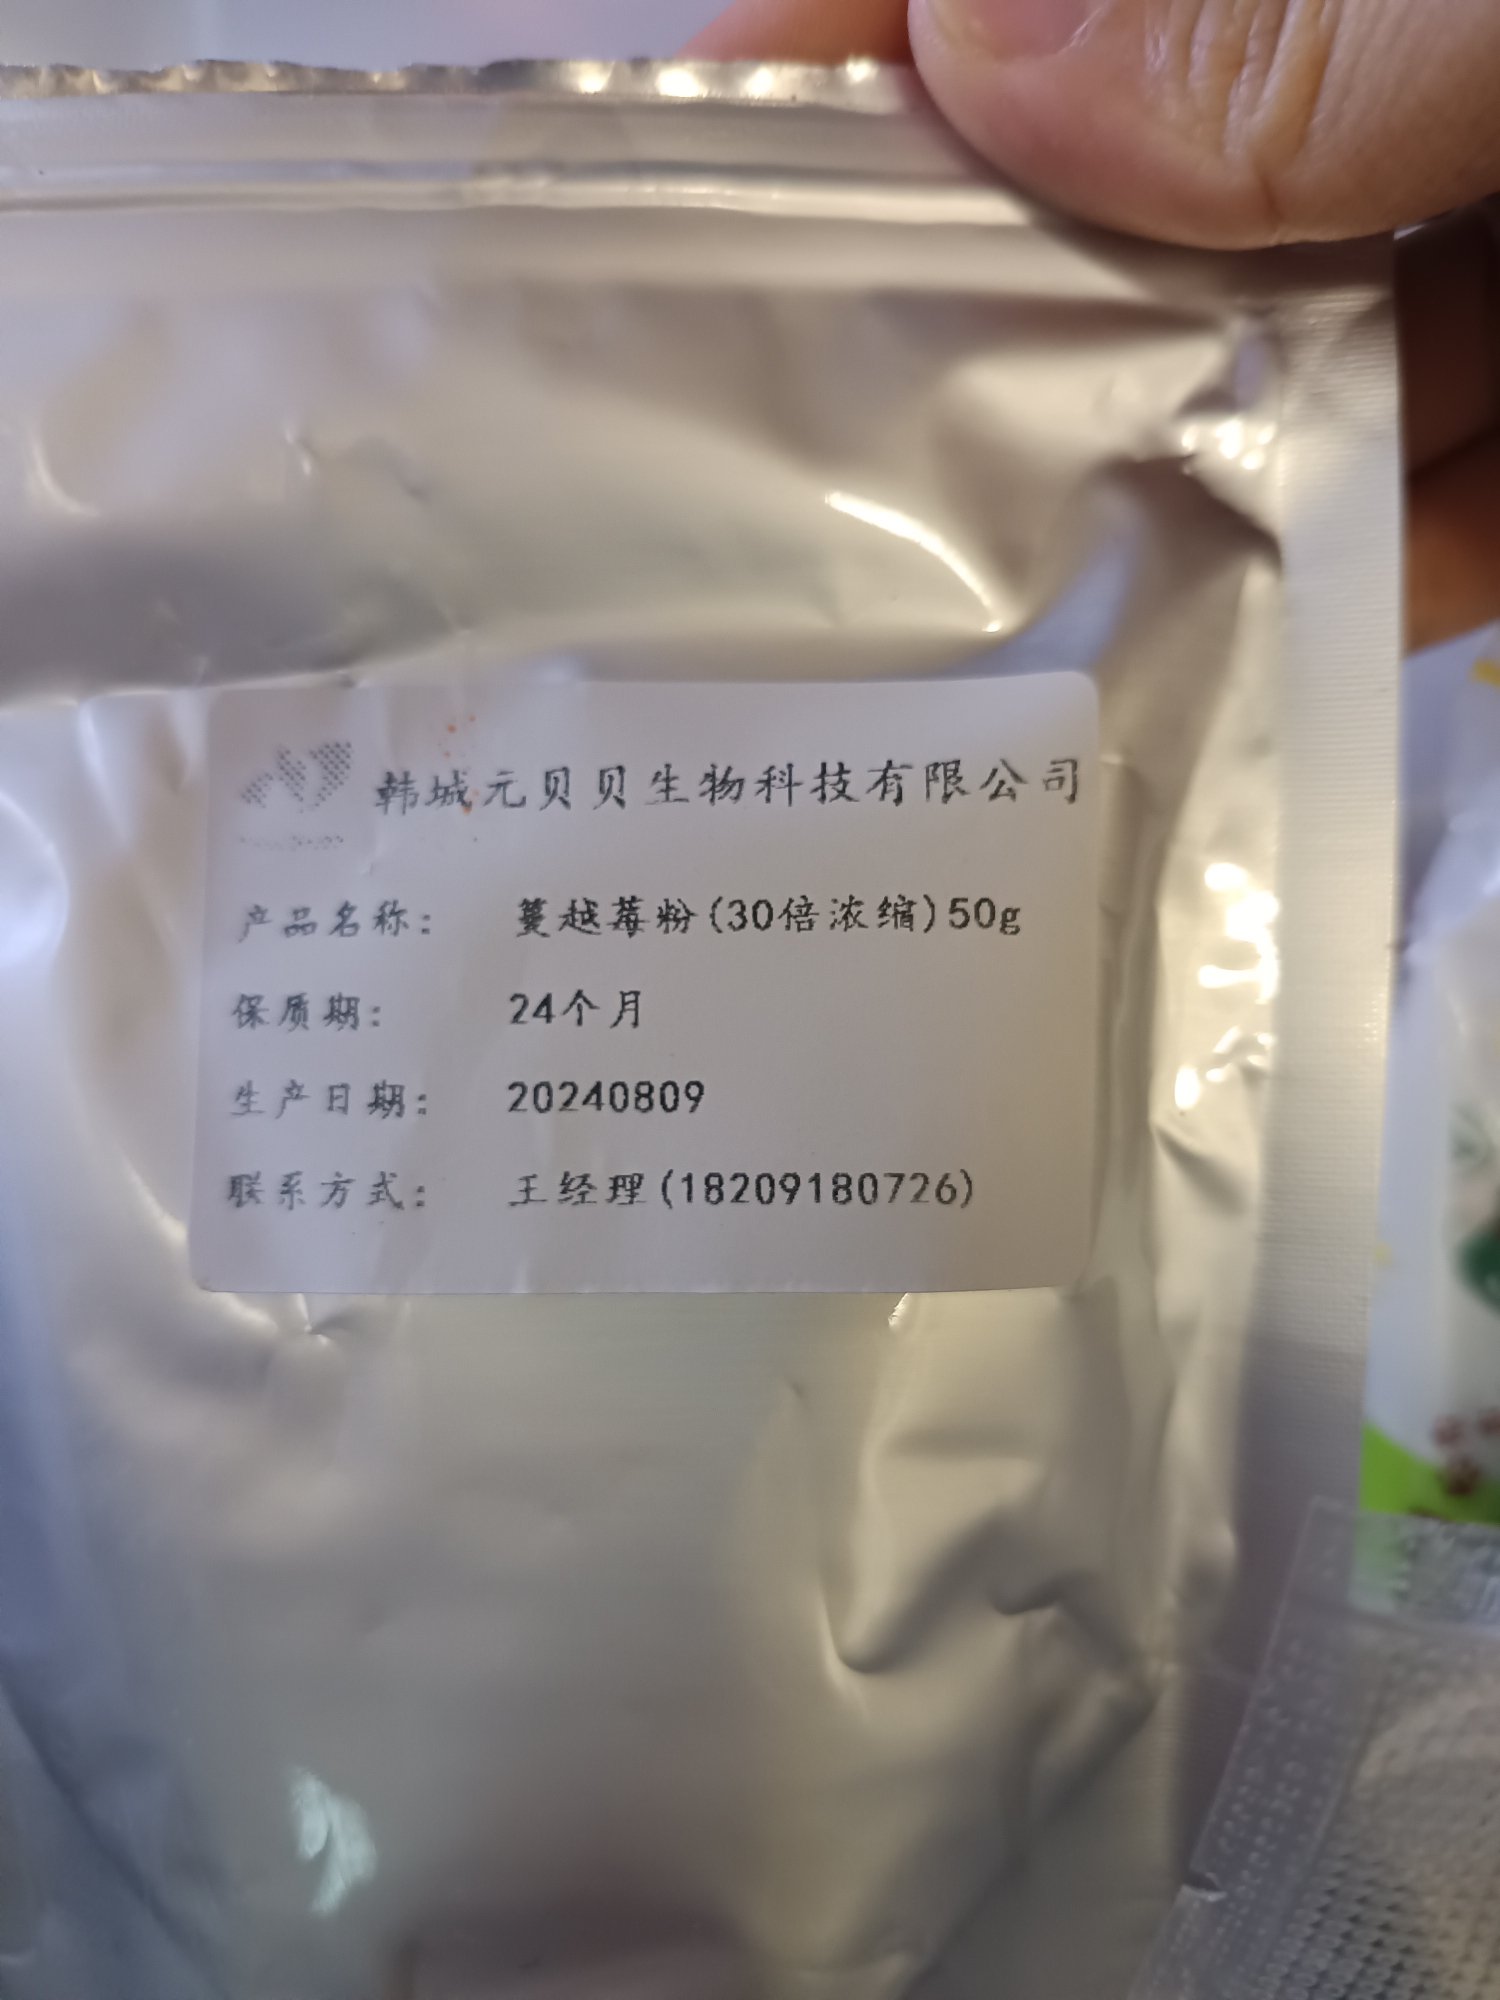 韩城元贝贝生物科技有限公司
产品名称： 蔓越莓粉(30倍浓缩)50g
保质期： 24个月
生产日期： 20240809
联系方式： 王经理(18209180726)